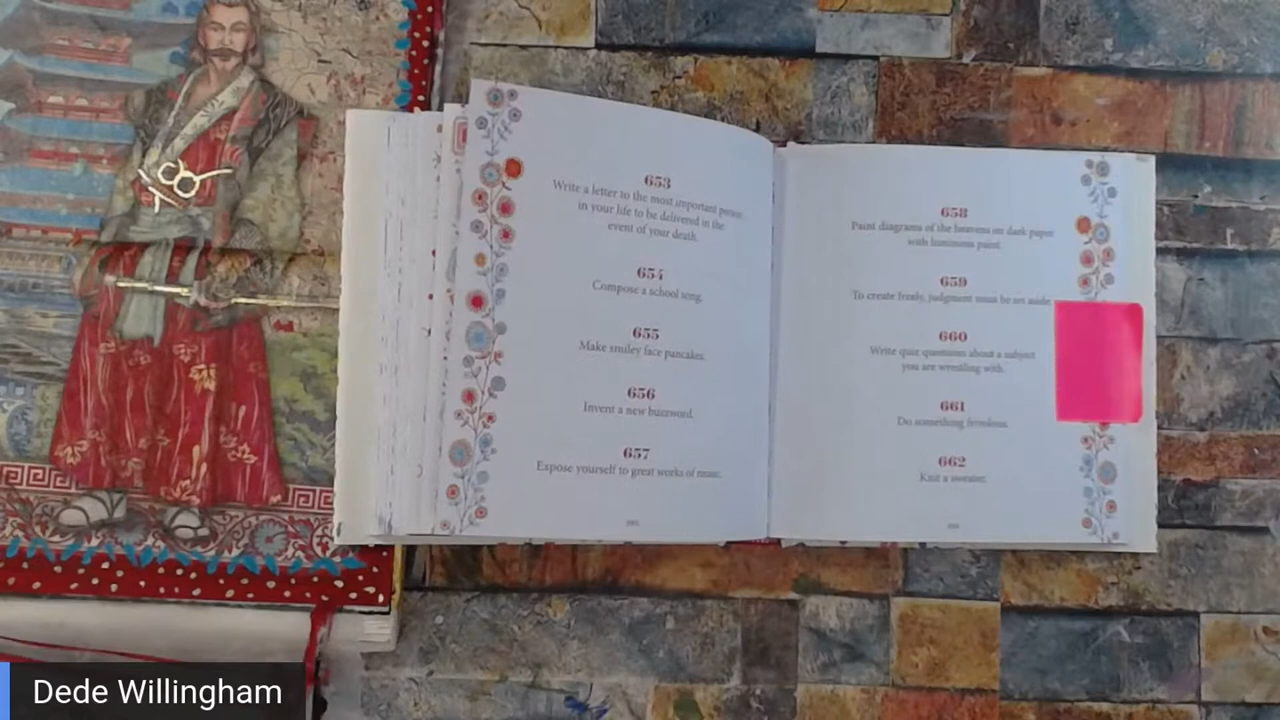 653
Write a letter to the most important person
in your life to be delivered in the
event of your death.
654
Compose a school song.
655
Make smiley face pancakes.
656
Invent a new buzzword.
657
Expose yourself to great works of music.
658
Paint diagrams of the heavens on dark paper
with luminous paint.
659
To create freely, judgment must be set aside.
660
Write quiz questions about a subject
you are wrestling with.
661
Do something frivolous.
662
Knit a sweater.
Dede Willingham